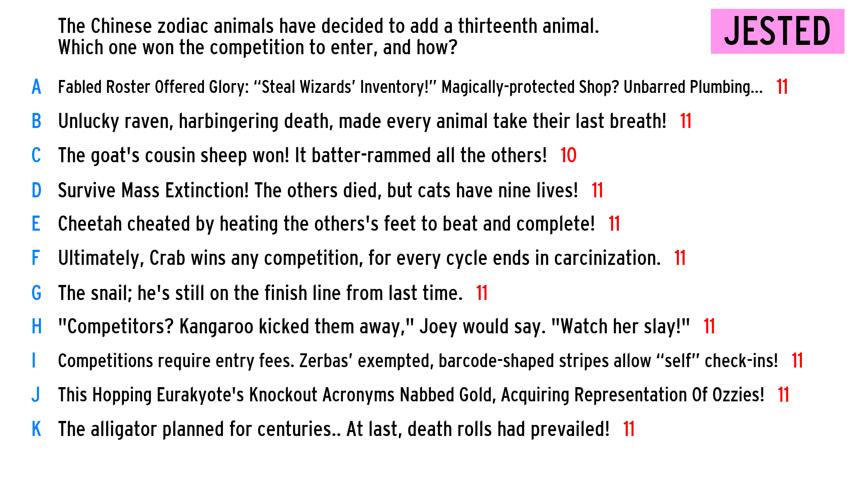 The Chinese zodiac animals have decided to add a thirteenth animal.
Which one won the competition to enter, and how?
JESTED
A Fabled Roster Offered Glory: “Steal Wizards’ Inventory!” Magically-protected Shop? Unbarred Plumbing... 11
B Unlucky raven, harbingering death, made every animal take their last breath! 11
C The goat's cousin sheep won! It batter-rammed all the others! 10
D Survive Mass Extinction! The others died, but cats have nine lives! 11
E Cheetah cheated by heating the others's feet to beat and complete! 11
F Ultimately, Crab wins any competition, for every cycle ends in carcinization. 11
G The snail; he's still on the finish line from last time. 11
H "Competitors? Kangaroo kicked them away," Joey would say. "Watch her slay!" 11
I Competitions require entry fees. Zerbas’ exempted, barcode-shaped stripes allow “self” check-ins! 11
J This Hopping Eurakyote's Knockout Acronyms Nabbed Gold, Acquiring Representation Of Ozzies! 11
K The alligator planned for centuries.. At last, death rolls had prevailed! 11